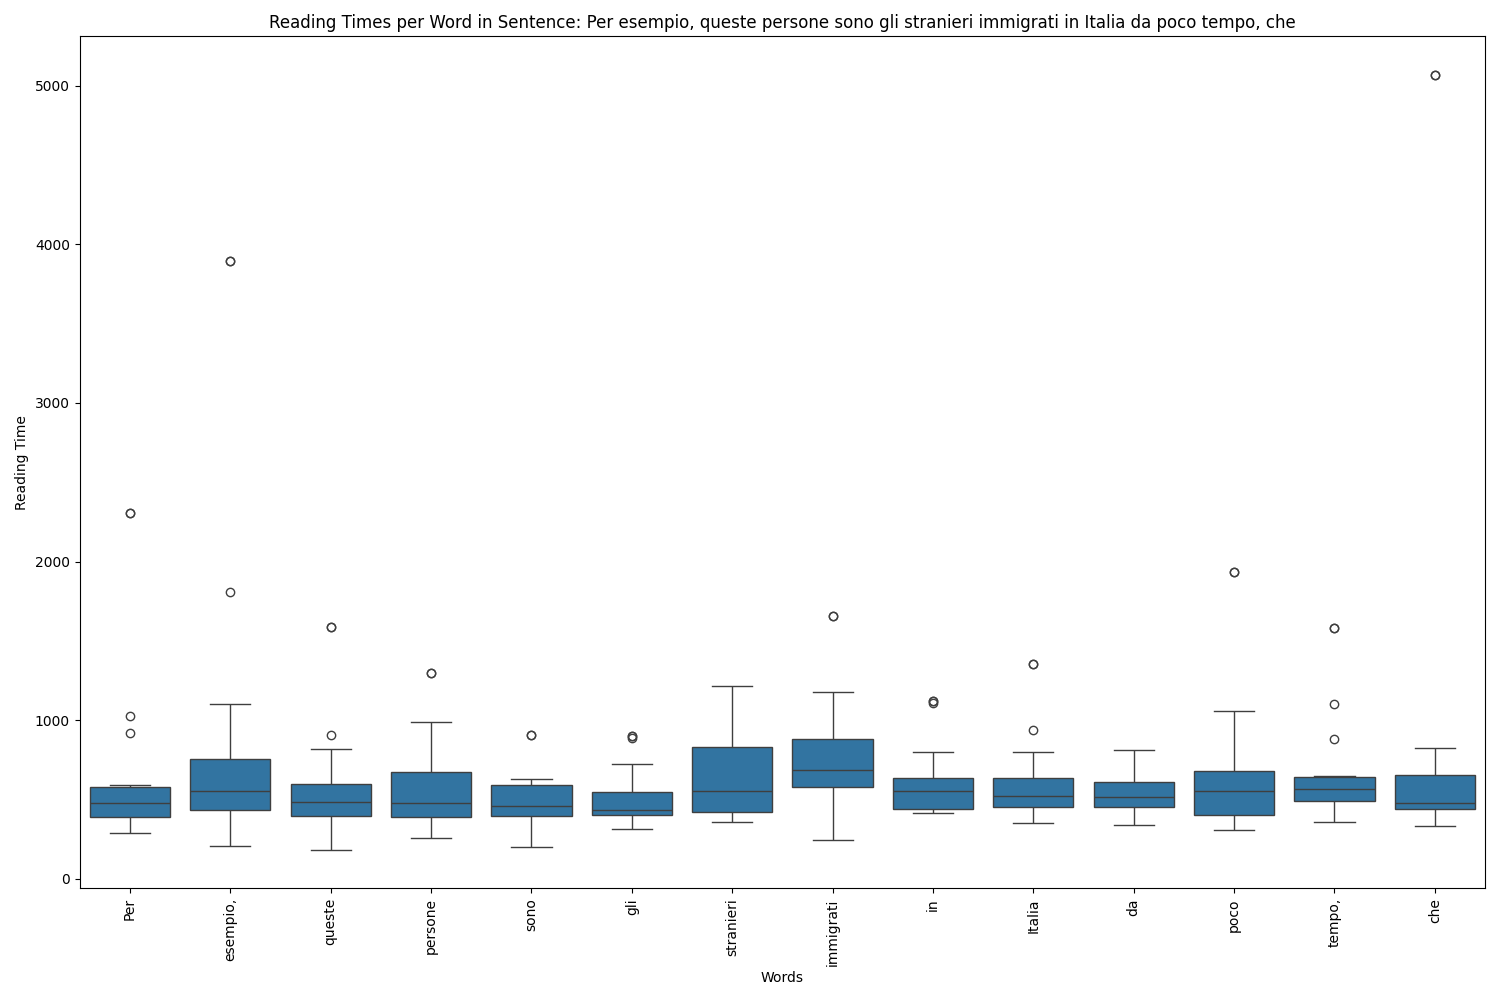 Reading Times per Word in Sentence: Per esempio, queste persone sono gli stranieri immigrati in Italia da poco tempo, che
5000
4000
3000
2000
1000
0
Reading Time
Per
esempio,
queste
persone
sono
gli
stranieri
immigrati
in
Italia
da
poco
tempo,
che
Words